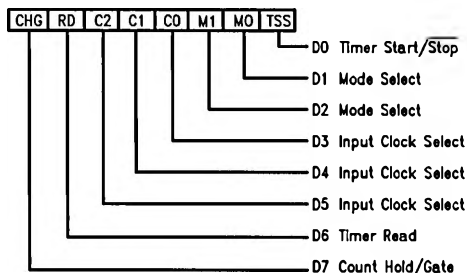 CHG RD C2 C1 C0 M1 M0 TSS
D0 Timer Start/Stop
D1 Mode Select
D2 Mode Select
D3 Input Clock Select
D4 Input Clock Select
D5 Input Clock Select
D6 Timer Read
D7 Count Hold/Gate